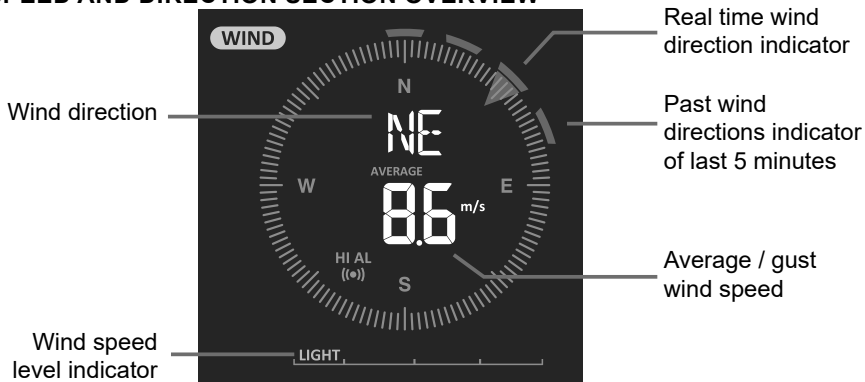 SPEED AND DIRECTION SECTION OVERVIEW
WIND
Real time wind
direction indicator
N
Wind direction
NE
Past wind
directions indicator
of last 5 minutes
AVERAGE
W
8.6 m/s
E
HI AL
S
Average / gust
wind speed
Wind speed
level indicator
LIGHT